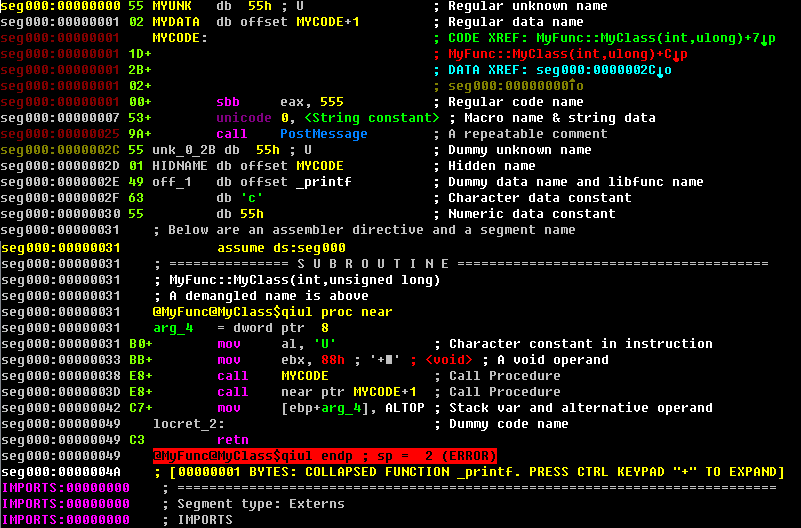 seg000:00000000 55 MYUNK db 55h ; U ; Regular unknown name
seg000:00000001 02 MYDATA db offset MYCODE+1 ; Regular data name
seg000:00000001 MYCODE: ; CODE XREF: MyFunc::MyClass(int,ulong)+7↓p
seg000:00000001 1D+ ; MyFunc::MyClass(int,ulong)+C↓p
seg000:00000001 2B+ ; DATA XREF: seg000:0000002C↓o
seg000:00000001 02+ ; seg000:00000000↑o
seg000:00000001 00+ sbb eax, 555 ; Regular code name
seg000:00000007 53+ unicode 0, <String constant> ; Macro name & string data
seg000:00000025 9A+ call PostMessage ; A repeatable comment
seg000:0000002C 55 unk_0_2B db 55h ; U ; Dummy unknown name
seg000:0000002D 01 HIDNAME db offset MYCODE ; Hidden name
seg000:0000002E 49 off_1 db offset _printf ; Dummy data name and libfunc name
seg000:0000002F 63 db 'c' ; Character data constant
seg000:00000030 55 db 55h ; Numeric data constant
seg000:00000031 ; Below are an assembler directive and a segment name
seg000:00000031 assume ds:seg000
seg000:00000031 ; =============== S U B R O U T I N E =======================================
seg000:00000031 ; MyFunc::MyClass(int,unsigned long)
seg000:00000031 ; A demangled name is above
seg000:00000031 @MyFunc@MyClass$qiul proc near
seg000:00000031 arg_4 = dword ptr 8
seg000:00000031 B0+ mov al, 'U' ; Character constant in instruction
seg000:00000033 BB+ mov ebx, 88h ; '+■' ; <void> ; A void operand
seg000:00000038 E8+ call MYCODE ; Call Procedure
seg000:0000003D E8+ call near ptr MYCODE+1 ; Call Procedure
seg000:00000042 C7+ mov [ebp+arg_4], ALTOP ; Stack var and alternative operand
seg000:00000049 locret_2: ; Dummy code name
seg000:00000049 C3 retn
seg000:00000049 @MyFunc@MyClass$qiul endp ; sp = 2 (ERROR)
seg000:0000004A ; [00000001 BYTES: COLLAPSED FUNCTION _printf. PRESS CTRL KEYPAD "+" TO EXPAND]
IMPORTS:00000000 ; ===========================================================================
IMPORTS:00000000 ; Segment type: Externs
IMPORTS:00000000 ; IMPORTS